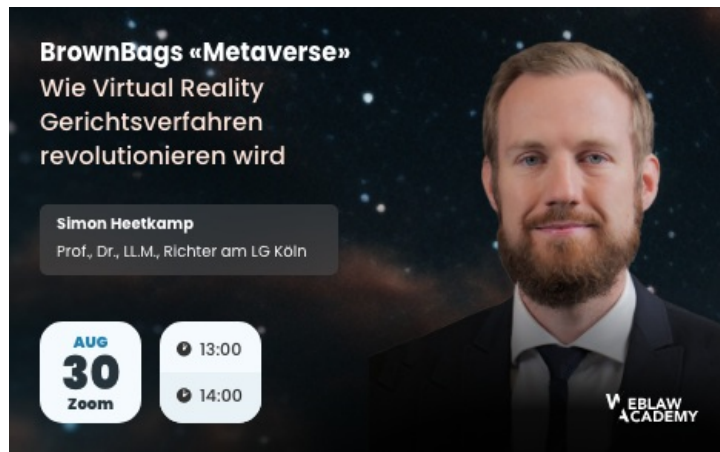 BrownBags «Metaverse»
Wie Virtual Reality
Gerichtsverfahren
revolutionieren wird
Simon Heetkamp
Prof., Dr., LL.M., Richter am LG Köln
AUG
30
Zoom
13:00
14:00
WEBLAW
ACADEMY